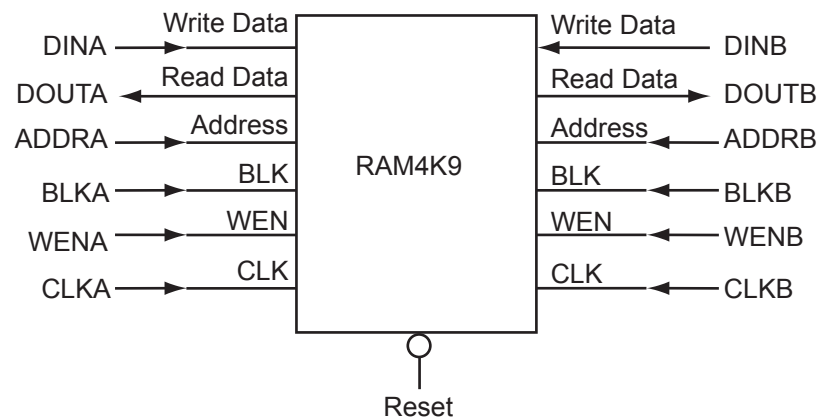 DINA Write Data Write Data DINB
DOUTA Read Data Read Data DOUTB
ADDRA Address Address ADDRB
RAM4K9
BLKA BLK BLK BLKB
WENA WEN WEN WENB
CLKA CLK CLK CLKB
Reset